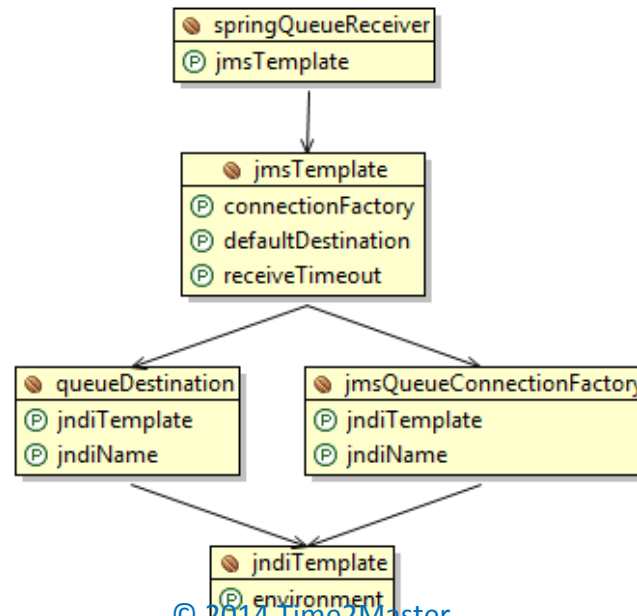 springQueueReceiver
jmsTemplate
jmsTemplate
connectionFactory
defaultDestination
receiveTimeout
queueDestination
jndiTemplate
jndiName
jmsQueueConnectionFactory
jndiTemplate
jndiName
jndiTemplate
environment
© 2014 Time2Master